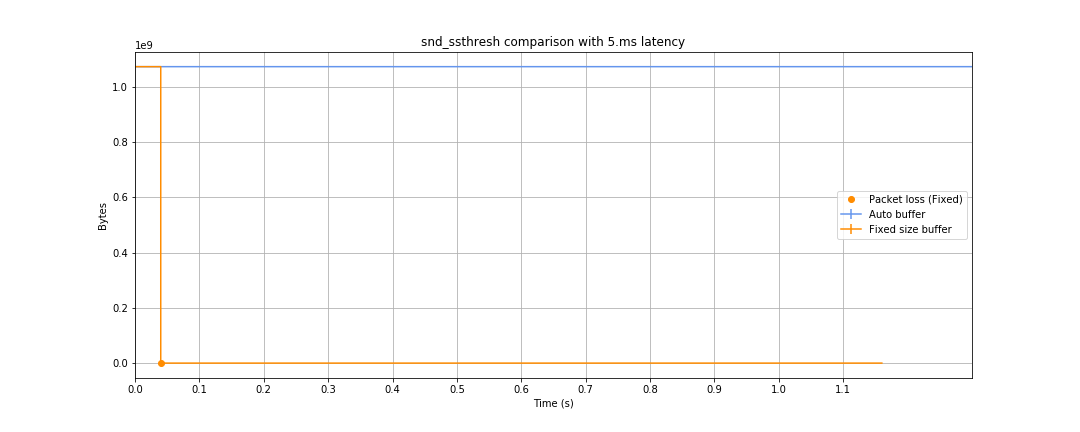 snd_ssthresh comparison with 5.ms latency
1e9
1.0
0.8
0.6
0.4
0.2
0.0
Bytes
Packet loss (Fixed)
Auto buffer
Fixed size buffer
0.0 0.1 0.2 0.3 0.4 0.5 0.6 0.7 0.8 0.9 1.0 1.1
Time (s)